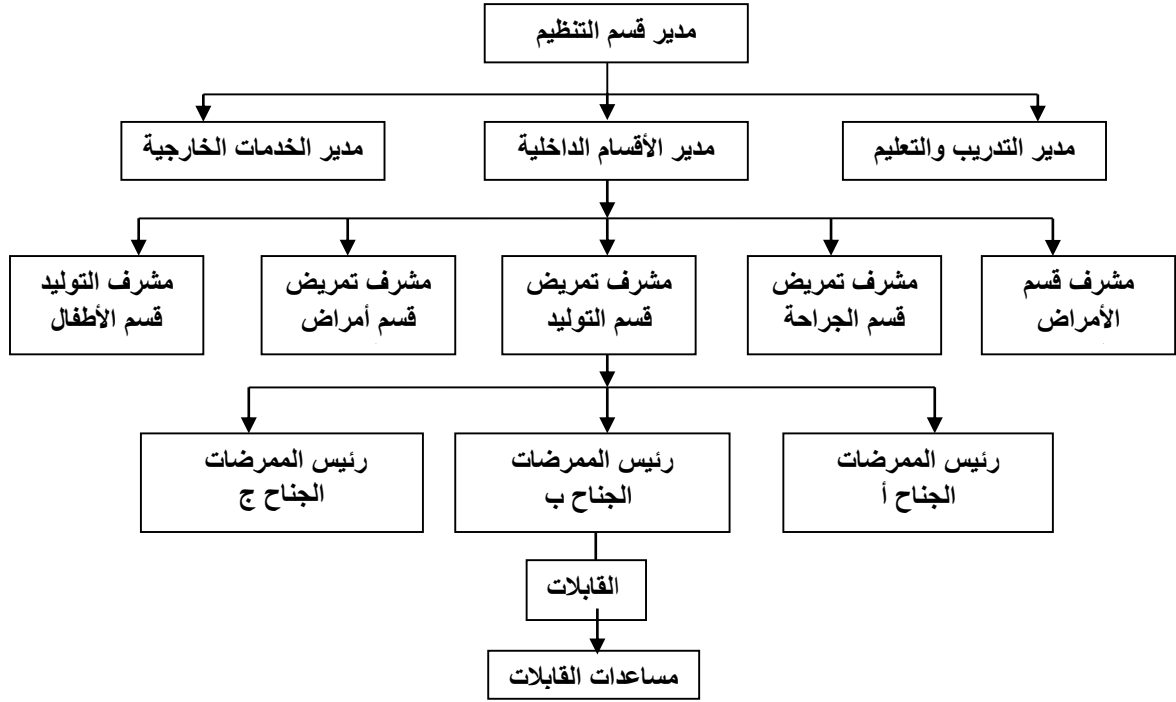 مدير قسم التنظيم
مدير التدريب والتعليم
مدير الأقسام الداخلية
مدير الخدمات الخارجية
مشرف قسم
الأمراض
مشرف تمريض
قسم الجراحة
مشرف تمريض
قسم التوليد
مشرف تمريض
قسم أمراض
مشرف التوليد
قسم الأطفال
رئيس الممرضات
الجناح أ
رئيس الممرضات
الجناح ب
رئيس الممرضات
الجناح ج
القابلات
مساعدات القابلات